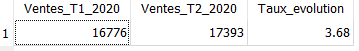 Ventes_T1_2020 Ventes_T2_2020 Taux_evolution
1 16776 17393 3.68